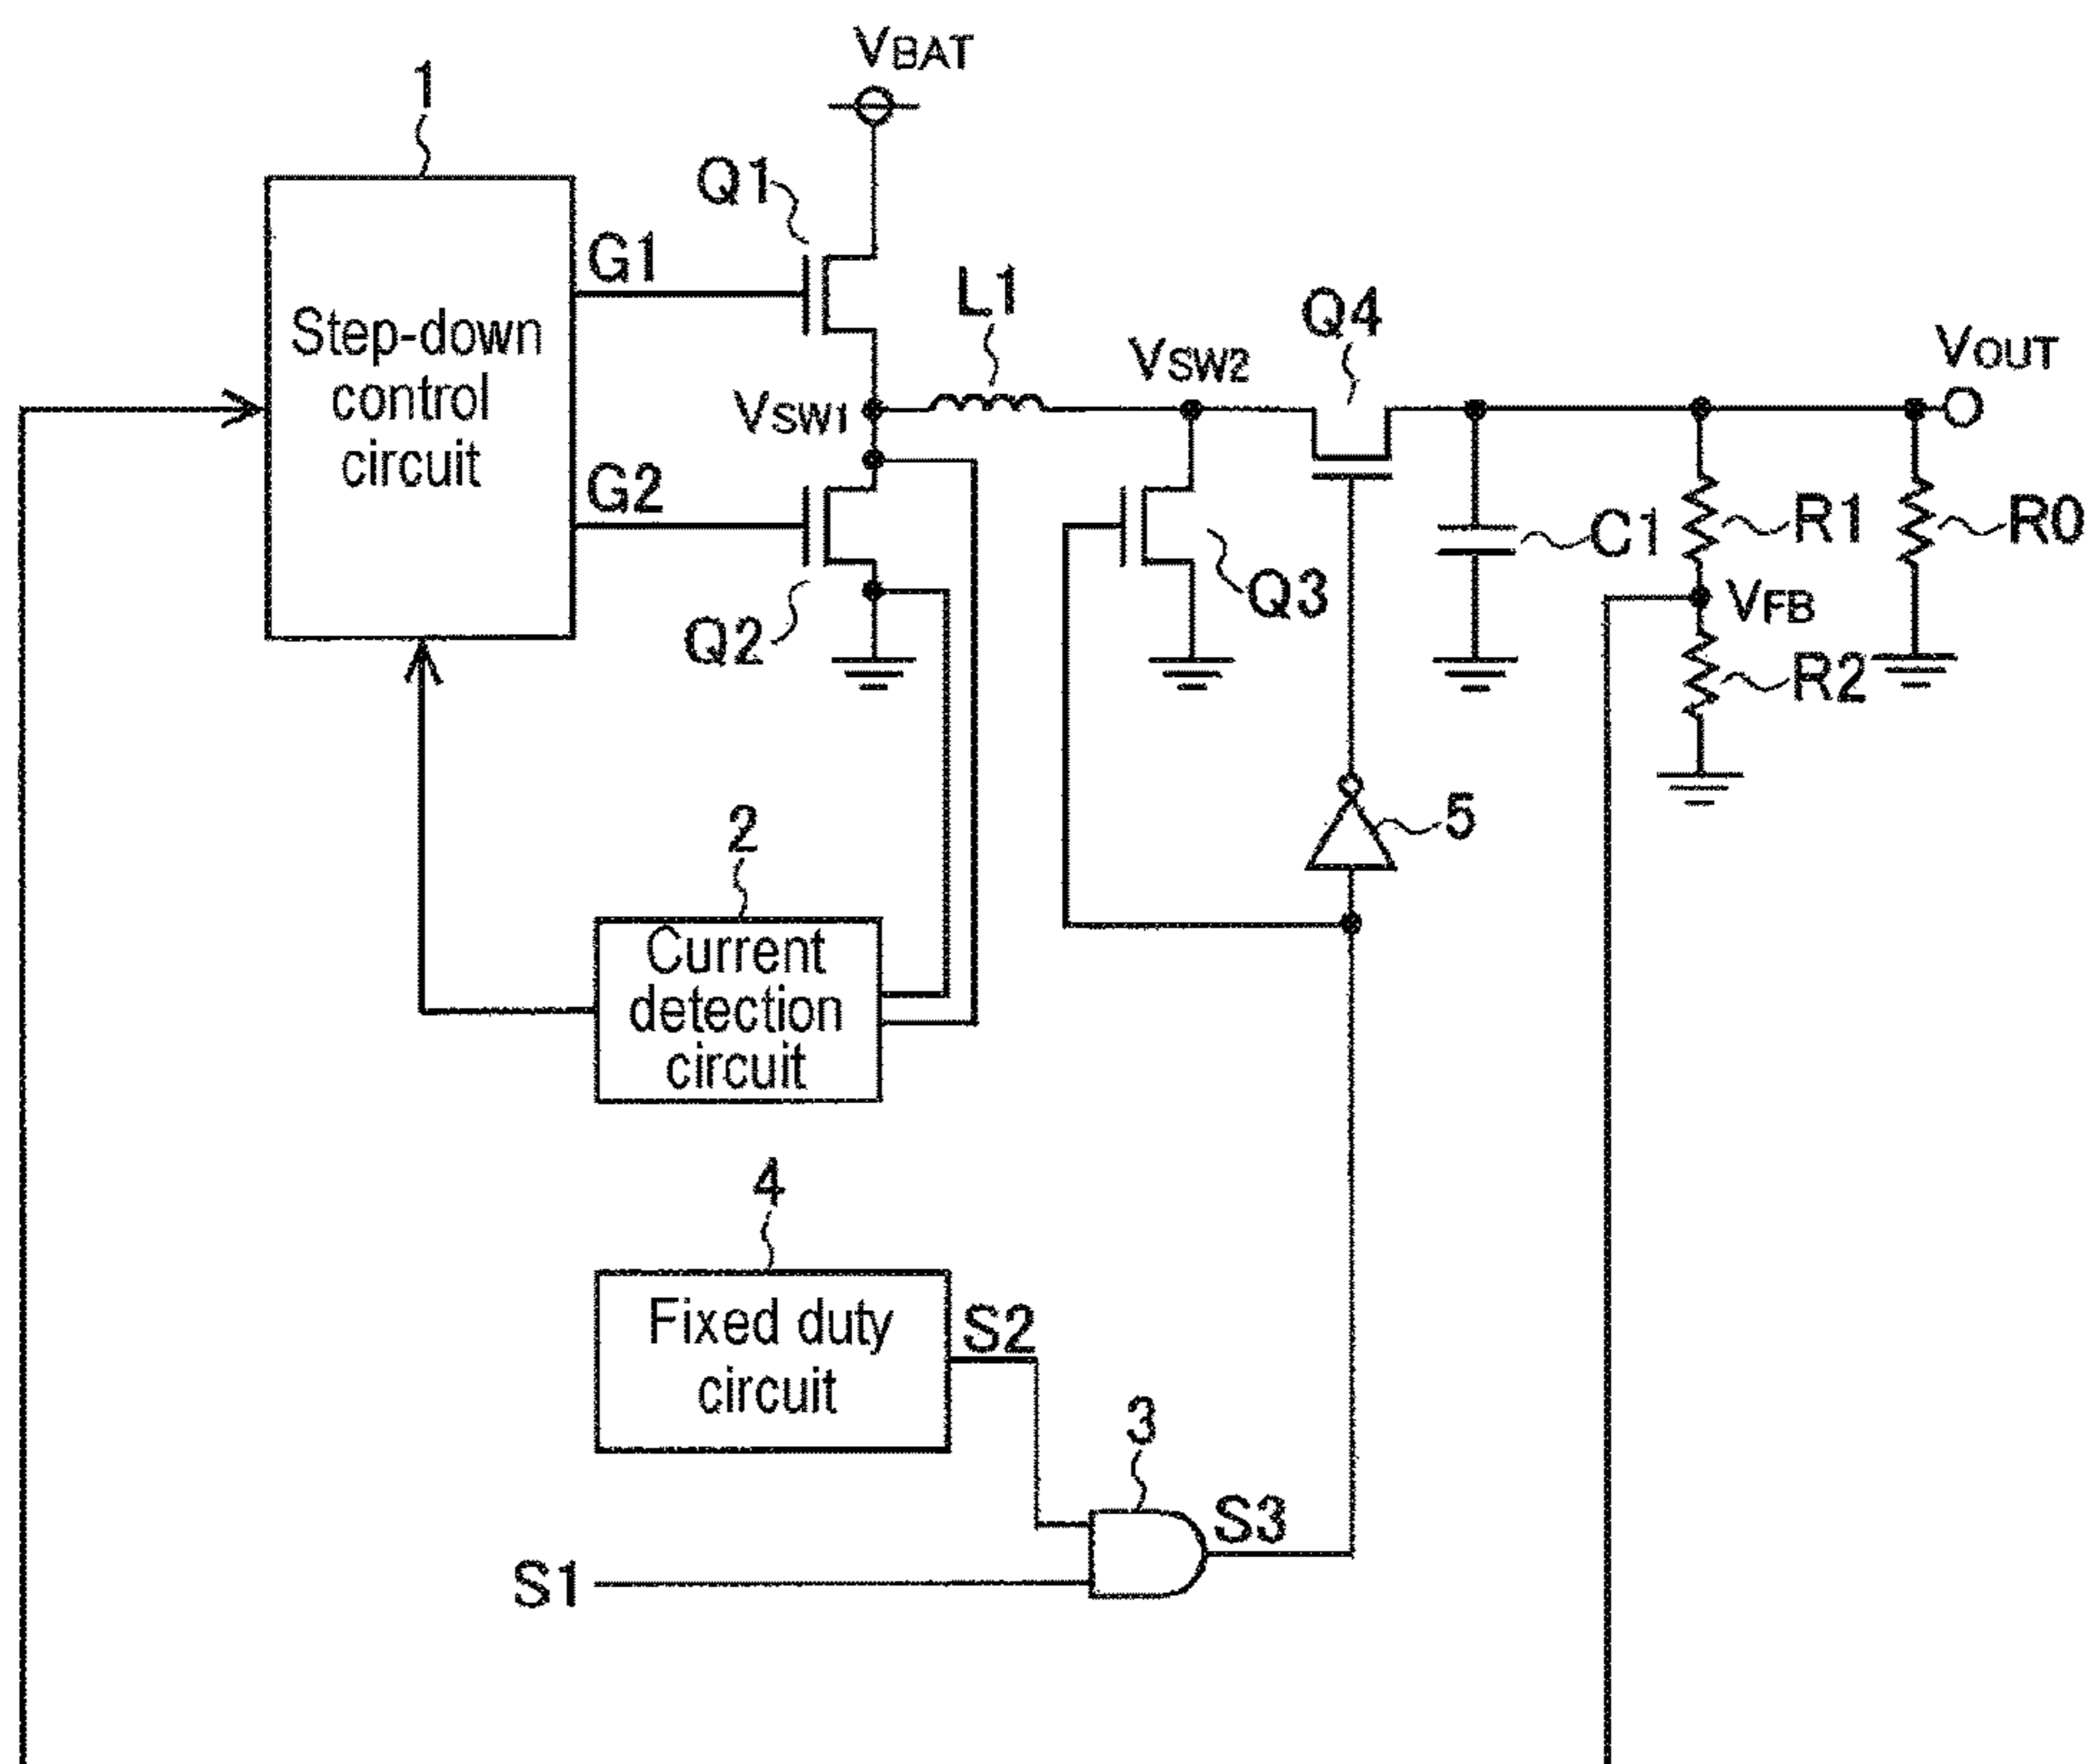 VBAT
1
Q1
G1
Step-down
control
circuit
L1
Q4
VSW2
VOUT
VSW1
G2
Q2
Q3
C1
R1
R0
VFB
R2
5
2
Current
detection
circuit
4
Fixed duty
circuit
S2
3
S3
S1